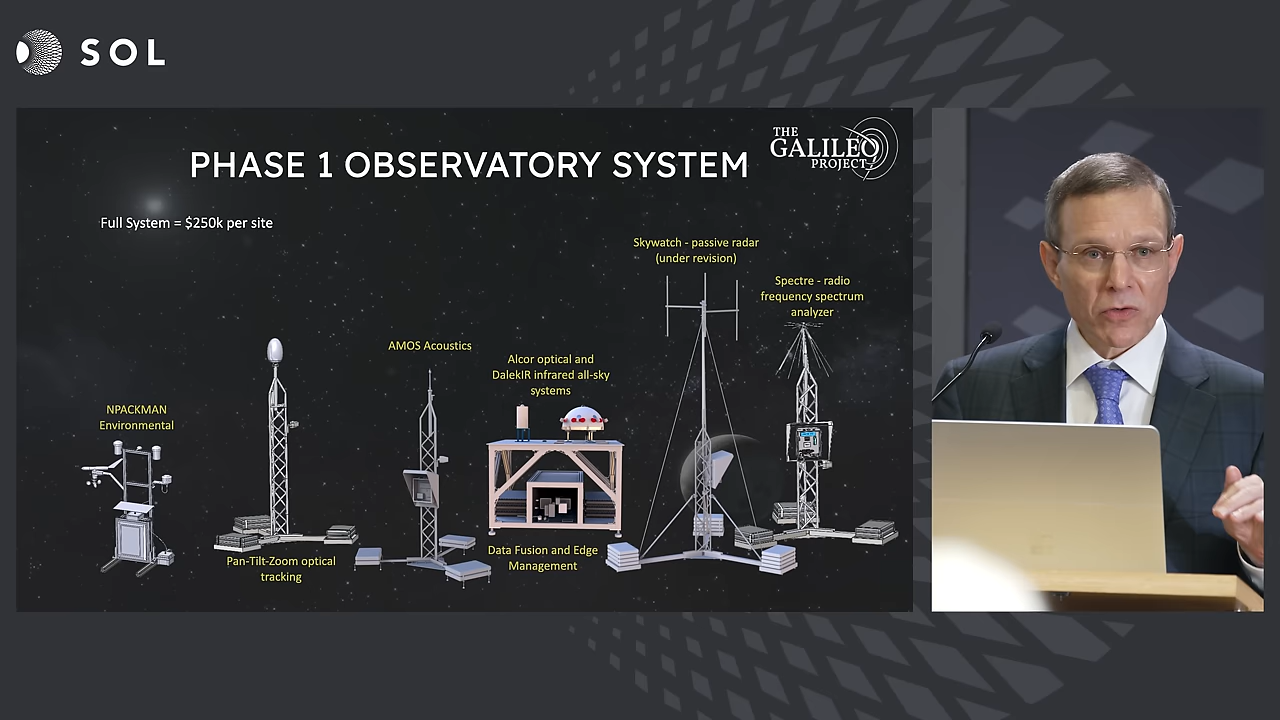 SOL
THE
GALILEO
PROJECT
PHASE 1 OBSERVATORY SYSTEM
Full System = $250k per site
Skywatch - passive radar
(under revision)
Spectre - radio
frequency spectrum
analyzer
AMOS Acoustics
Alcor optical and
DalekIR infrared all-sky
systems
NPACKMAN
Environmental
Pan-Tilt-Zoom optical
tracking
Data Fusion and Edge
Management